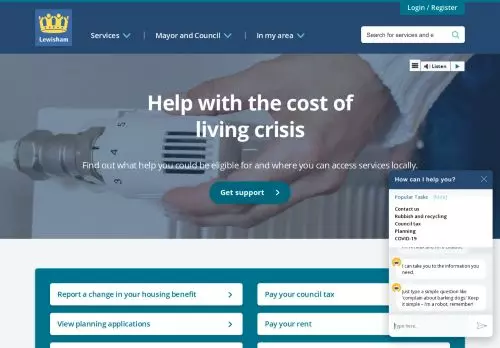 Login / Register
Lewisham
Services
Mayor and Council
In my area
Search for services and e
Listen
Help with the cost of
living crisis
Find out what help you could be eligible for and where you can access services locally.
Get support
How can I help you?
Popular Tasks
Contact us
Rubbish and recycling
Council tax
Planning
COVID-19
I can take you to the information you
need.
Just type a simple question like
'complain about barking dogs'. Keep
it simple – I'm a robot, remember!
Type here...
Report a change in your housing benefit
Pay your council tax
View planning applications
Pay your rent